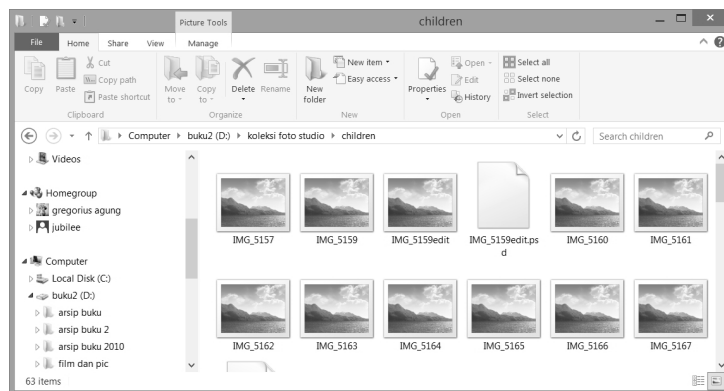 Picture Tools
children
File
Home
Share
View
Manage
Copy
Paste
Cut
Copy path
Paste shortcut
Clipboard
Move to
Copy to
Delete
Rename
Organize
New folder
New item
Easy access
New
Properties
Open
Edit
History
Open
Select all
Select none
Invert selection
Select
Computer buku2 (D:) koleksi foto studio children
Search children
Videos
Homegroup
gregorius agung
jubilee
Computer
Local Disk (C:)
buku2 (D:)
arsip buku
arsip buku 2
arsip buku 2010
film dan pic
IMG_5157
IMG_5159
IMG_5159edit
IMG_5159edit.ps
d
IMG_5160
IMG_5161
IMG_5162
IMG_5163
IMG_5164
IMG_5165
IMG_5166
IMG_5167
63 items